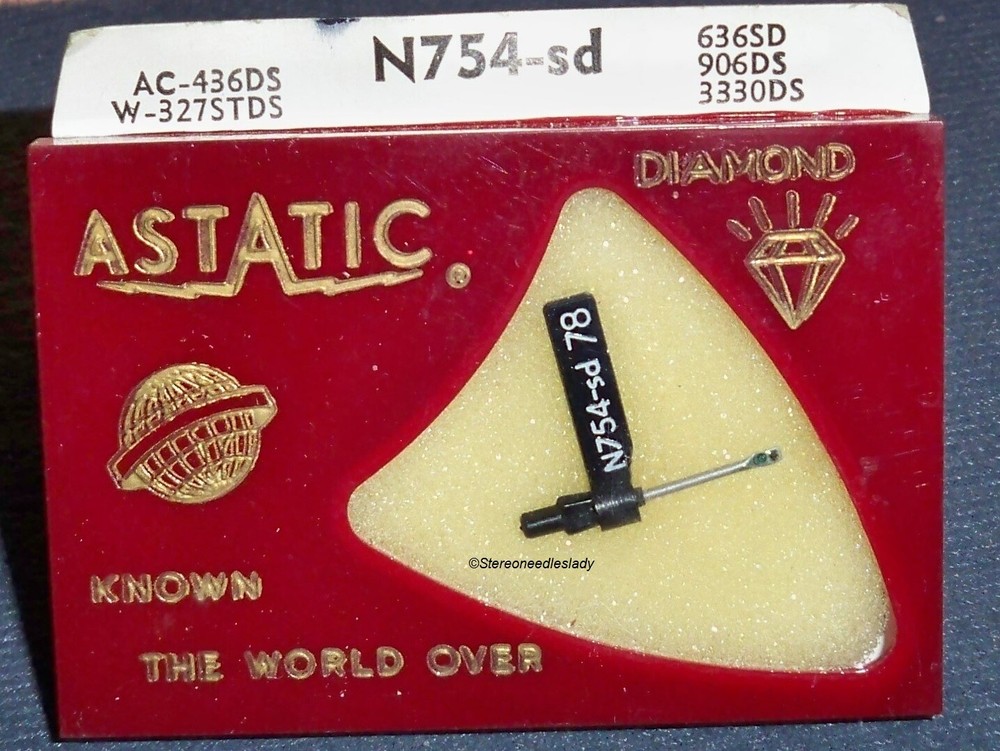 N754-sd
AC-436DS
W-327STDS
636SD
906DS
3330DS
DIAMOND
ASTATIC ®
N754-sd 78
©Stereoneedleslady
KNOWN
THE WORLD OVER